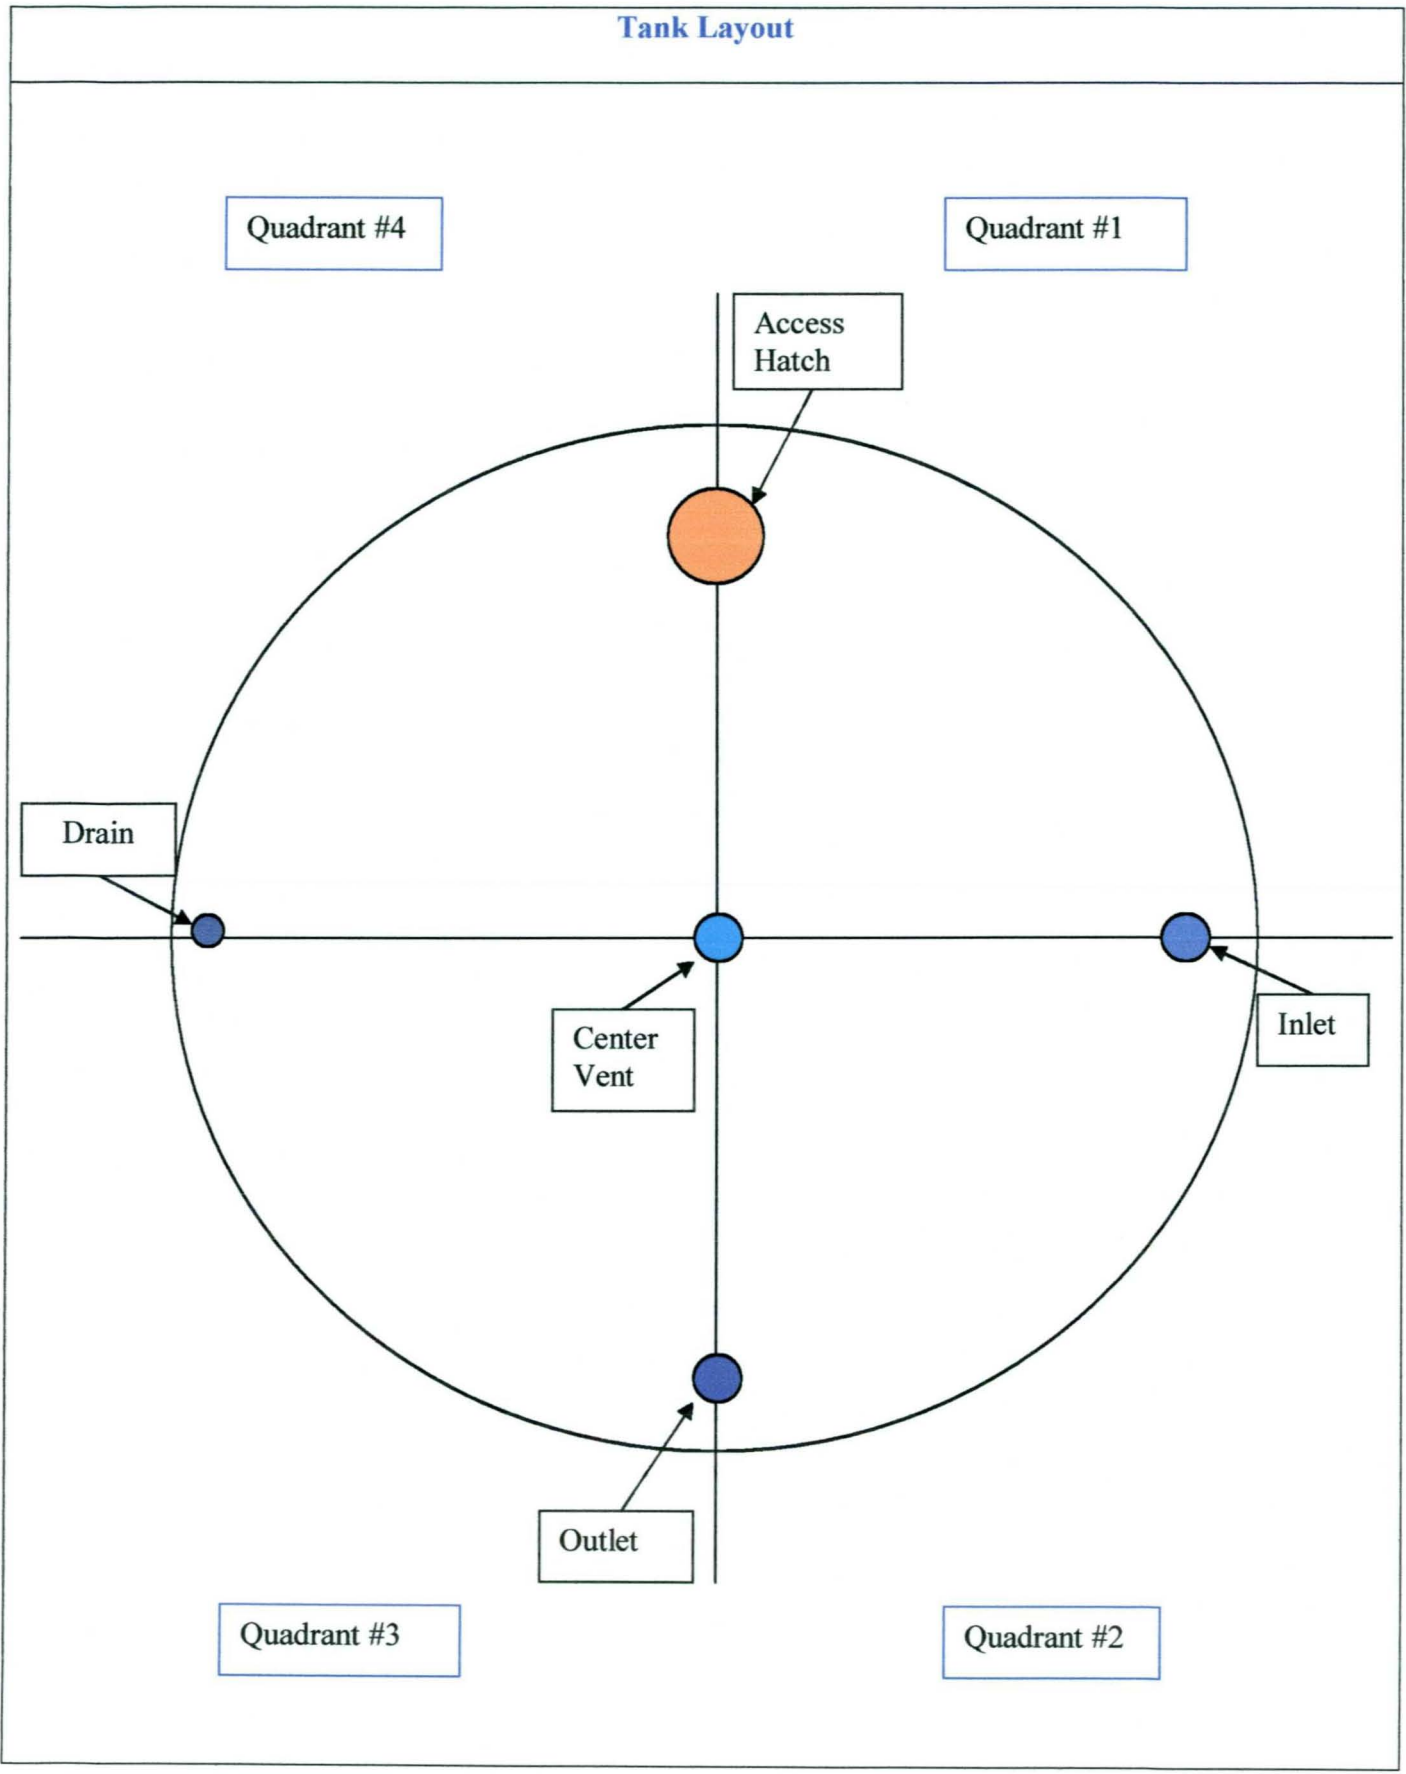 Tank Layout
Quadrant #4
Quadrant #1
Access
Hatch
Drain
Center
Vent
Inlet
Outlet
Quadrant #3
Quadrant #2